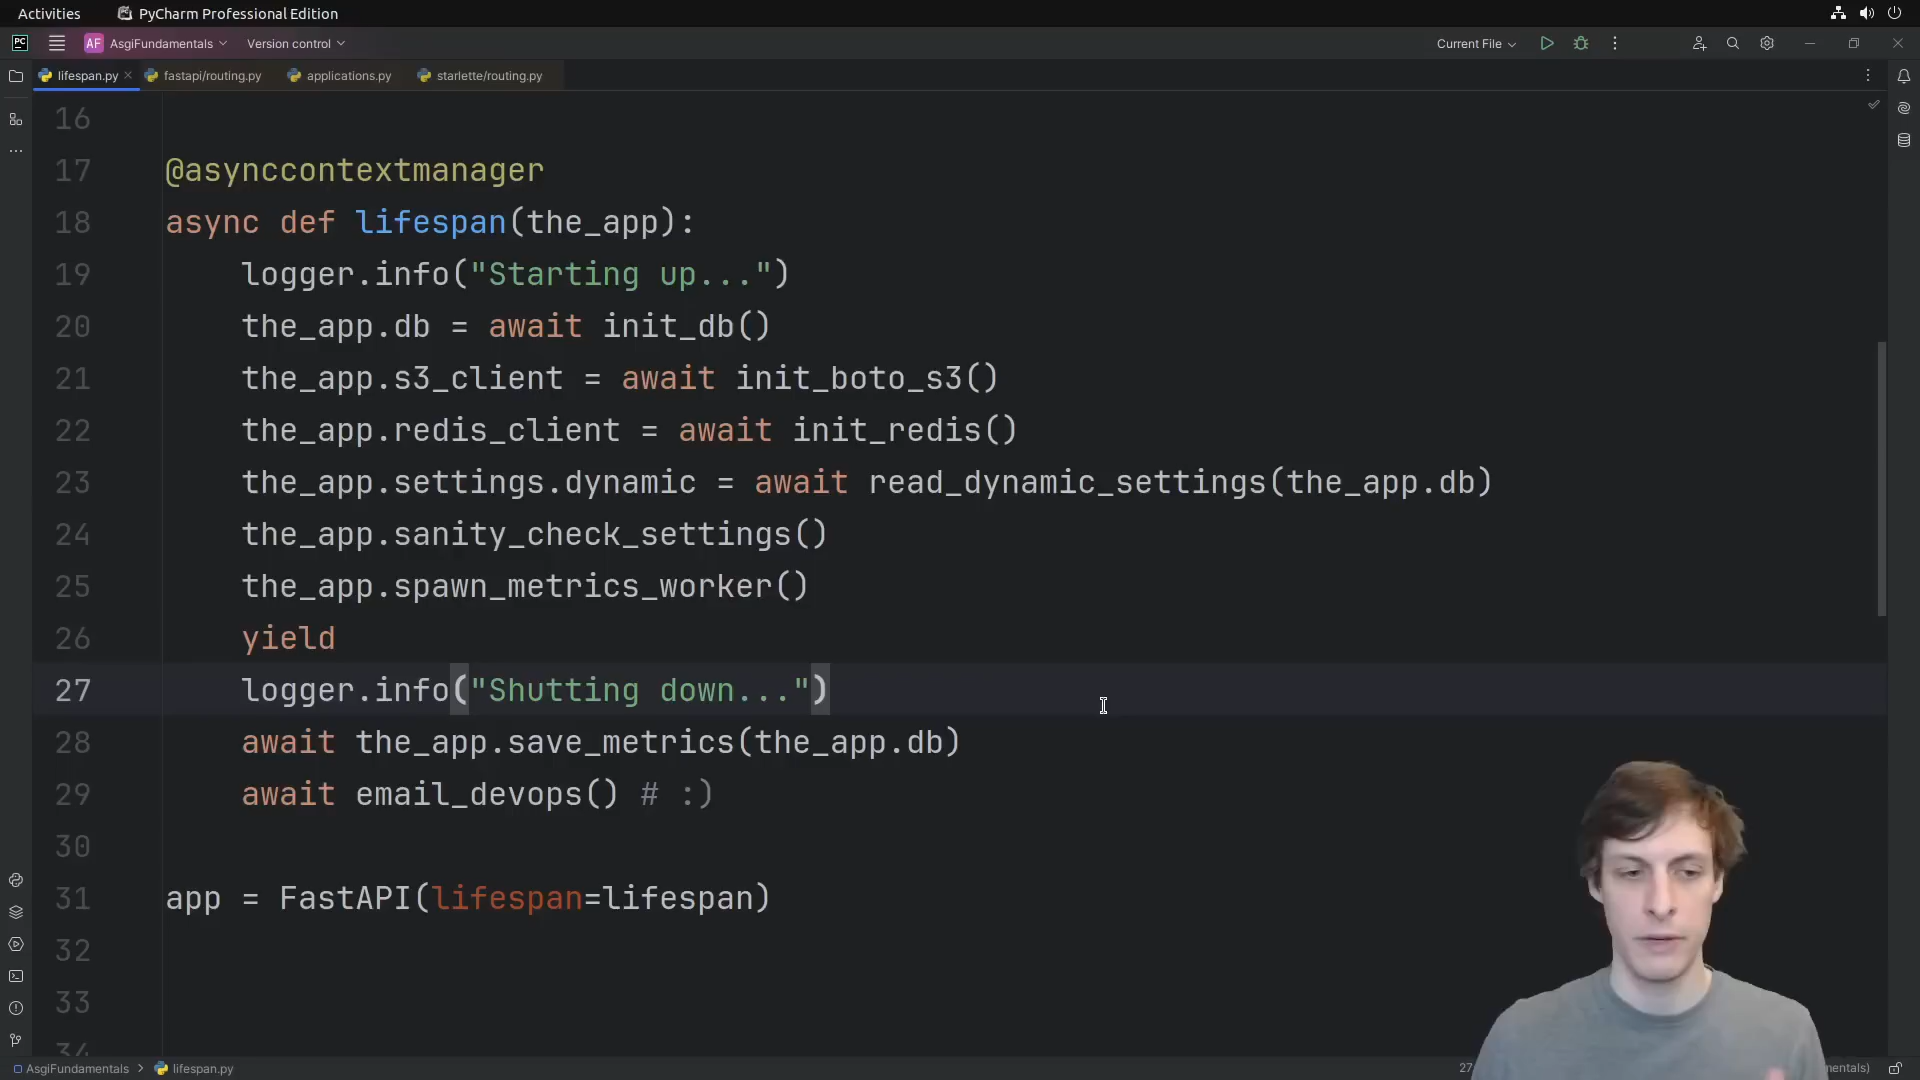 Activities PyCharm Professional Edition
PC AF AsgiFundamentals Version control Current File
lifespan.py fastapi/routing.py applications.py starlette/routing.py
16
17 @asynccontextmanager
18 async def lifespan(the_app):
19 logger.info("Starting up...")
20 the_app.db = await init_db()
21 the_app.s3_client = await init_boto_s3()
22 the_app.redis_client = await init_redis()
23 the_app.settings.dynamic = await read_dynamic_settings(the_app.db)
24 the_app.sanity_check_settings()
25 the_app.spawn_metrics_worker()
26 yield
27 logger.info("Shutting down...")
28 await the_app.save_metrics(the_app.db)
29 await email_devops() # :)
30
31 app = FastAPI(lifespan=lifespan)
32
33
34
AsgiFundamentals > lifespan.py 27 mentals)